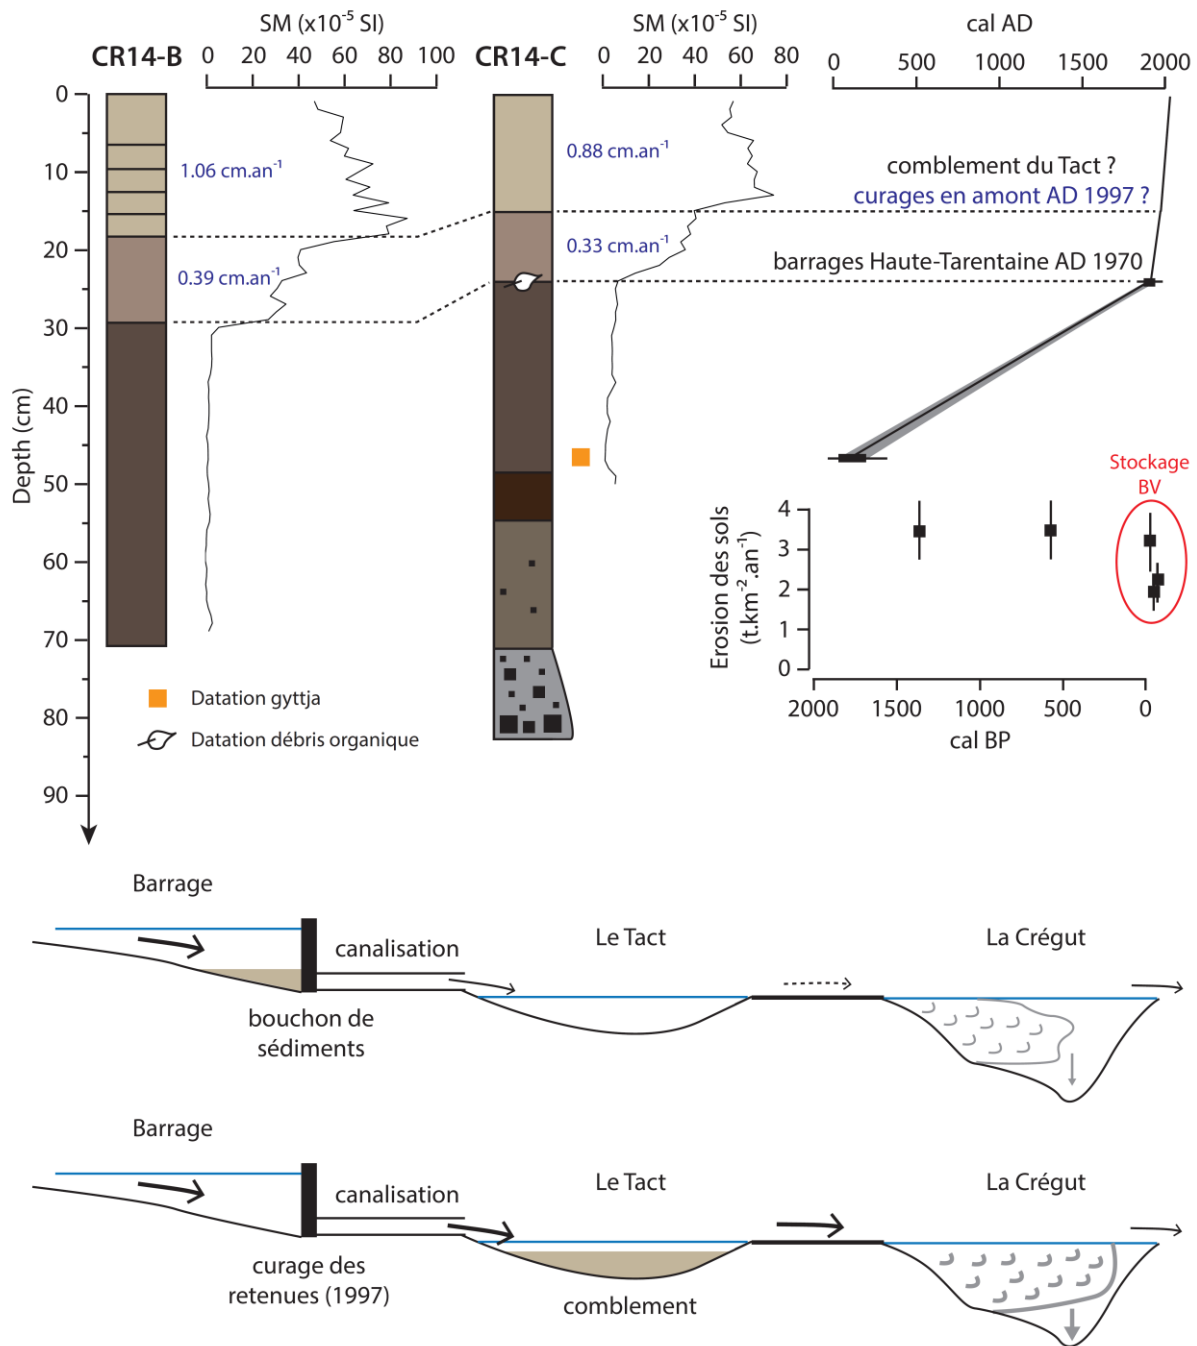 SM (x10⁻⁵ SI)
SM (x10⁻⁵ SI)
cal AD
CR14-B
0 20 40 60 80 100
CR14-C
0 20 40 60 80
0 500 1000 1500 2000
0
10
20
30
40
50
60
70
80
90
Depth (cm)
1.06 cm.an⁻¹
0.39 cm.an⁻¹
0.88 cm.an⁻¹
0.33 cm.an⁻¹
comblement du Tact ?
curages en amont AD 1997 ?
barrages Haute-Tarentaine AD 1970
Stockage
BV
Erosion des sols
(t.km⁻².an⁻¹)
4
3
2
1
0
2000 1500 1000 500 0
cal BP
Datation gyttja
Datation débris organique
Barrage
canalisation
Le Tact
La Crégut
bouchon de
sédiments
Barrage
canalisation
Le Tact
La Crégut
curage des
retenues (1997)
comblement